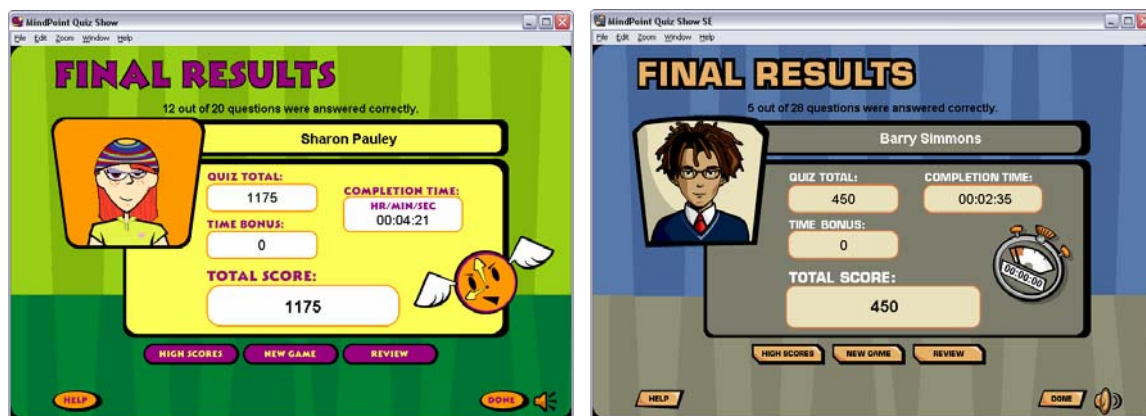 MindPoint Quiz Show
File Edit Zoom Window Help
FINAL RESULTS
12 out of 20 questions were answered correctly.
Sharon Pauley
QUIZ TOTAL:
1175
COMPLETION TIME:
HR/MIN/SEC
00:04:21
TIME BONUS:
0
TOTAL SCORE:
1175
HIGH SCORES NEW GAME REVIEW
HELP DONE
MindPoint Quiz Show SE
File Edit Zoom Window Help
FINAL RESULTS
5 out of 28 questions were answered correctly.
Barry Simmons
QUIZ TOTAL: COMPLETION TIME:
450 00:02:35
TIME BONUS:
0
00:00:00
TOTAL SCORE:
450
HIGH SCORES NEW GAME REVIEW
HELP DONE